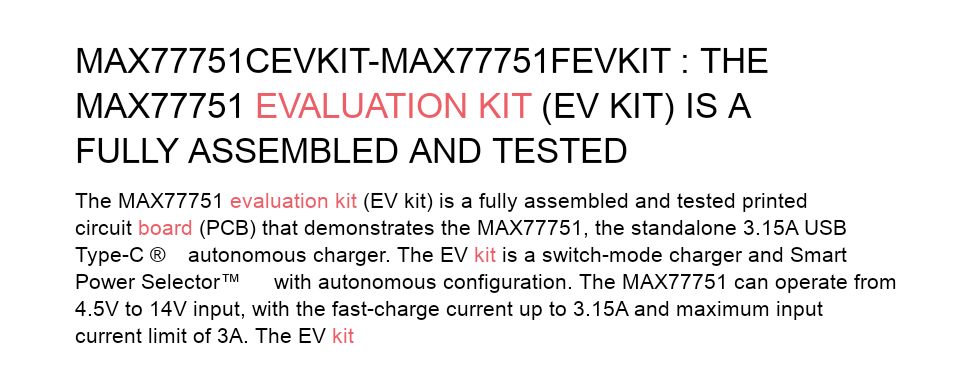 MAX77751CEVKIT-MAX77751FEVKIT : THE
MAX77751 EVALUATION KIT (EV KIT) IS A
FULLY ASSEMBLED AND TESTED
The MAX77751 evaluation kit (EV kit) is a fully assembled and tested printed
circuit board (PCB) that demonstrates the MAX77751, the standalone 3.15A USB
Type-C ® autonomous charger. The EV kit is a switch-mode charger and Smart
Power Selector™ with autonomous configuration. The MAX77751 can operate from
4.5V to 14V input, with the fast-charge current up to 3.15A and maximum input
current limit of 3A. The EV kit